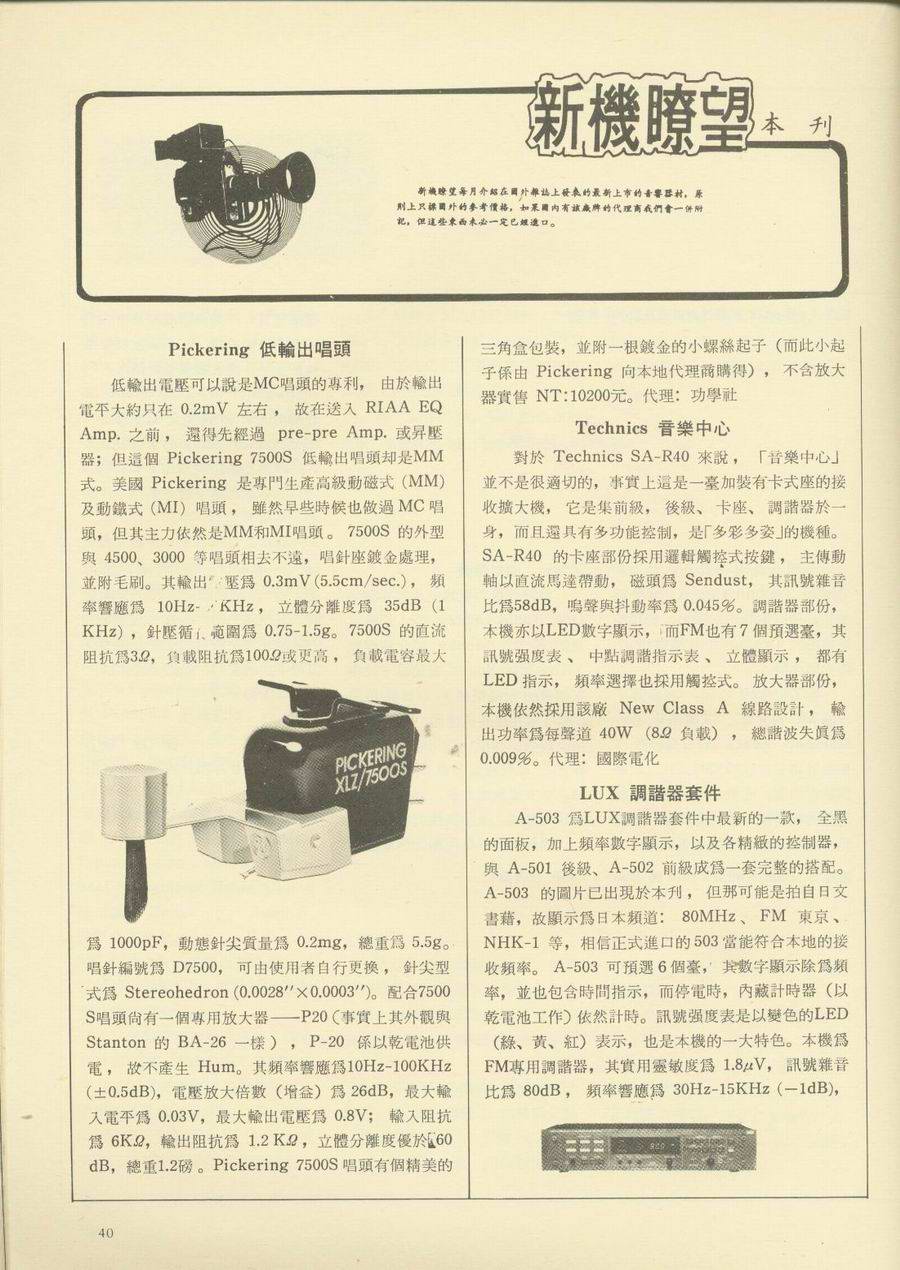 新機瞭望
本刊
新機瞭望每月介紹在國外雜誌上發表的最新上市的音響器材，原
則上只錄國外的參考價格，如果國內有該廠牌的代理商我們會一併附
記，但這些東西未必一定已經進口。
Pickering 低輸出唱頭
低輸出電壓可以說是MC唱頭的專利， 由於輸出
電平大約只在 0.2mV 左右 ， 故在送入 RIAA EQ
Amp. 之前 ， 還得先經過 pre-pre Amp. 或昇壓
器；但這個 Pickering 7500S 低輸出唱頭却是MM
式。美國 Pickering 是專門生產高級動磁式（MM）
及動鐵式（MI）唱頭 ， 雖然早些時候也做過 MC 唱
頭，但其主力依然是MM和MI唱頭 。 7500S 的外型
與 4500、3000 等唱頭相去不遠，唱針座鍍金處理，
並附毛刷。其輸出 壓爲 0.3mV (5.5cm/sec.) ， 頻
率響應爲 10Hz- KHz ， 立體分離度爲 35dB (1
KHz) ，針壓循 範圍爲 0.75-1.5g。 7500S 的直流
阻抗爲3Ω，負載阻抗爲100Ω或更高 ， 負載電容最大
PICKERING
XLZ/7500S
爲 1000pF，動態針尖質量爲 0.2mg，總重爲 5.5g。
唱針編號爲 D7500， 可由使用者自行更換 ， 針尖型
式爲 Stereohedron (0.0028″×0.0003″)。配合7500
S唱頭尙有一個專用放大器——P20（事實上其外觀與
Stanton 的 BA-26 一樣） ， P-20 係以乾電池供
電 ， 故不產生 Hum。其頻率響應爲10Hz-100KHz
(±0.5dB)，電壓放大倍數（增益）爲 26dB，最大輸
入電平爲 0.03V，最大輸出電壓爲 0.8V； 輸入阻抗
爲 6KΩ，輸出阻抗爲 1.2 KΩ ，立體分離度優於60
dB，總重1.2磅 。Pickering 7500S 唱頭有個精美的
三角盒包裝，並附一根鍍金的小螺絲起子（而此小起
子係由 Pickering 向本地代理商購得） ， 不含放大
器實售 NT:10200元。代理：功學社
Technics 音樂中心
對於 Technics SA-R40 來說 ， 「音樂中心」
並不是很適切的，事實上這是一臺加裝有卡式座的接
收擴大機， 它是集前級， 後級、 卡座、 調諧器於一
身，而且還具有多功能控制，是「多彩多姿」的機種。
SA-R40 的卡座部份採用邏輯觸控式按鍵 ， 主傳動
軸以直流馬達帶動， 磁頭爲 Sendust， 其訊號雜音
比爲58dB，嗚聲與抖動率爲 0.045%。調諧器部份，
本機亦以LED數字顯示，而FM也有 7 個預選臺，其
訊號强度表 、 中點調諧指示表 、 立體顯示 ， 都有
LED 指示， 頻率選擇也採用觸控式。 放大器部份，
本機依然採用該廠 New Class A 線路設計 ， 輸
出功率爲每聲道 40W （8Ω 負載） ， 總諧波失眞爲
0.009%。代理：國際電化
LUX 調諧器套件
A-503 爲LUX調諧器套件中最新的一款， 全黑
的面板，加上頻率數字顯示，以及各精緻的控制器，
與 A-501 後級、A-502 前級成爲一套完整的搭配。
A-503 的圖片已出現於本刊 ， 但那可能是拍自日文
書籍，故顯示爲日本頻道： 80MHz 、 FM 東京 、
NHK-1 等，相信正式進口的 503 當能符合本地的接
收頻率。 A-503 可預選 6 個臺， 其數字顯示除爲頻
率，並也包含時間指示，而停電時，內藏計時器（以
乾電池工作）依然計時。訊號强度表是以變色的LED
（綠、黃、紅）表示，也是本機的一大特色。本機爲
FM專用調諧器，其實用靈敏度爲 1.8μV， 訊號雜音
比爲 80dB ， 頻率響應爲 30Hz-15KHz (－1dB)，
40